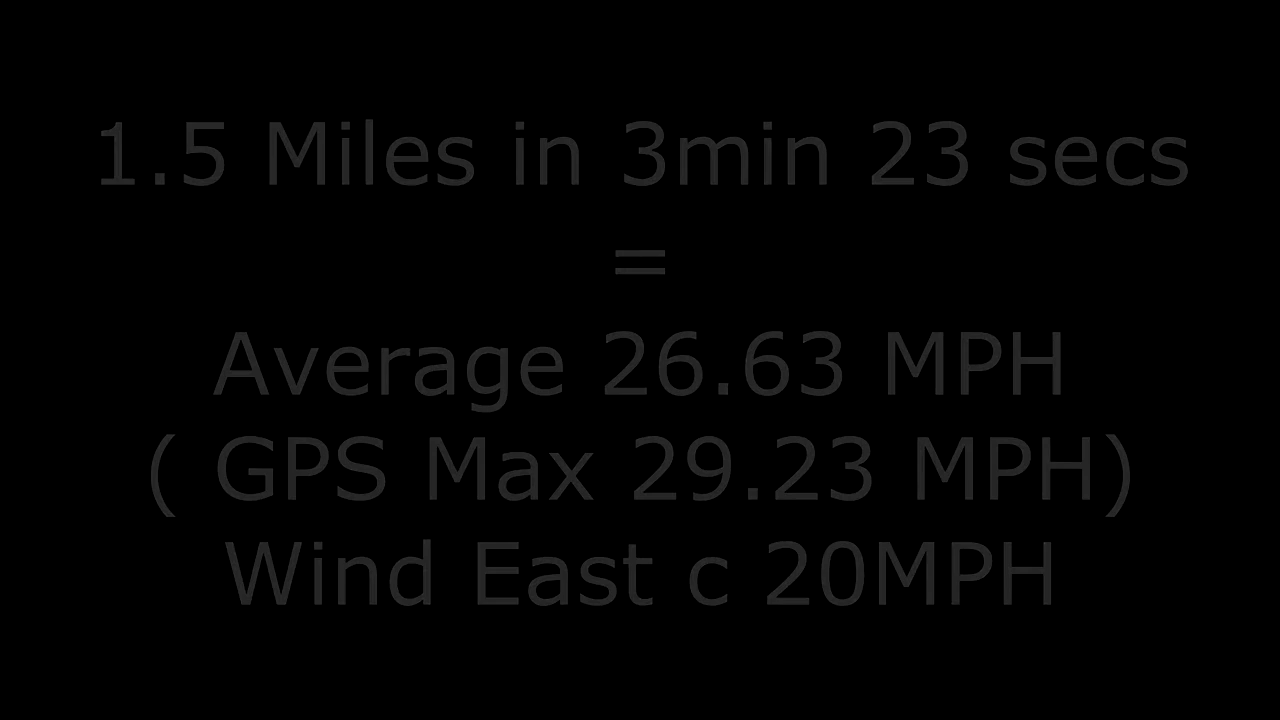 1.5 Miles in 3min 23 secs
=
Average 26.63 MPH
( GPS Max 29.23 MPH)
Wind East c 20MPH